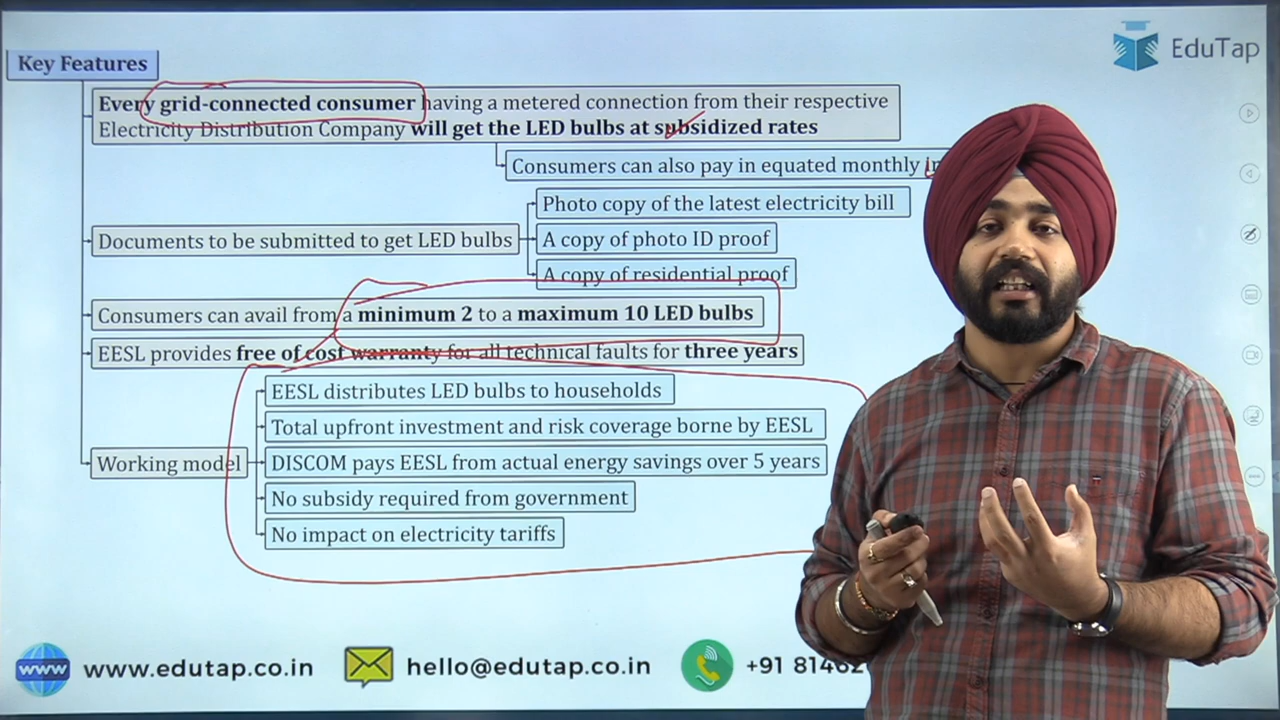 EduTap
Key Features
Every grid-connected consumer having a metered connection from their respective
Electricity Distribution Company will get the LED bulbs at subsidized rates
Consumers can also pay in equated monthly
Documents to be submitted to get LED bulbs
Photo copy of the latest electricity bill
A copy of photo ID proof
A copy of residential proof
Consumers can avail from a minimum 2 to a maximum 10 LED bulbs
EESL provides free of cost warranty for all technical faults for three years
Working model
EESL distributes LED bulbs to households
Total upfront investment and risk coverage borne by EESL
DISCOM pays EESL from actual energy savings over 5 years
No subsidy required from government
No impact on electricity tariffs
www
www.edutap.co.in
hello@edutap.co.in
+91